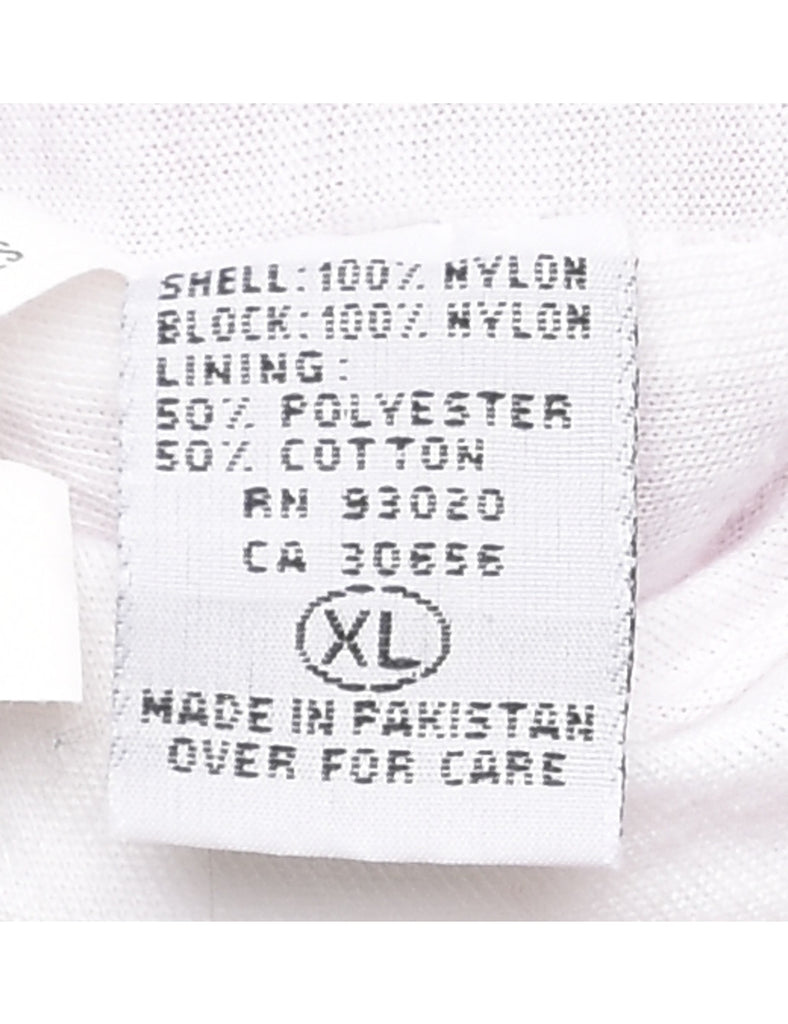 SHELL: 100% NYLON
BLOCK: 100% NYLON
LINING:
50% POLYESTER
50% COTTON
RN 93020
CA 30656
XL
MADE IN PAKISTAN
OVER FOR CARE